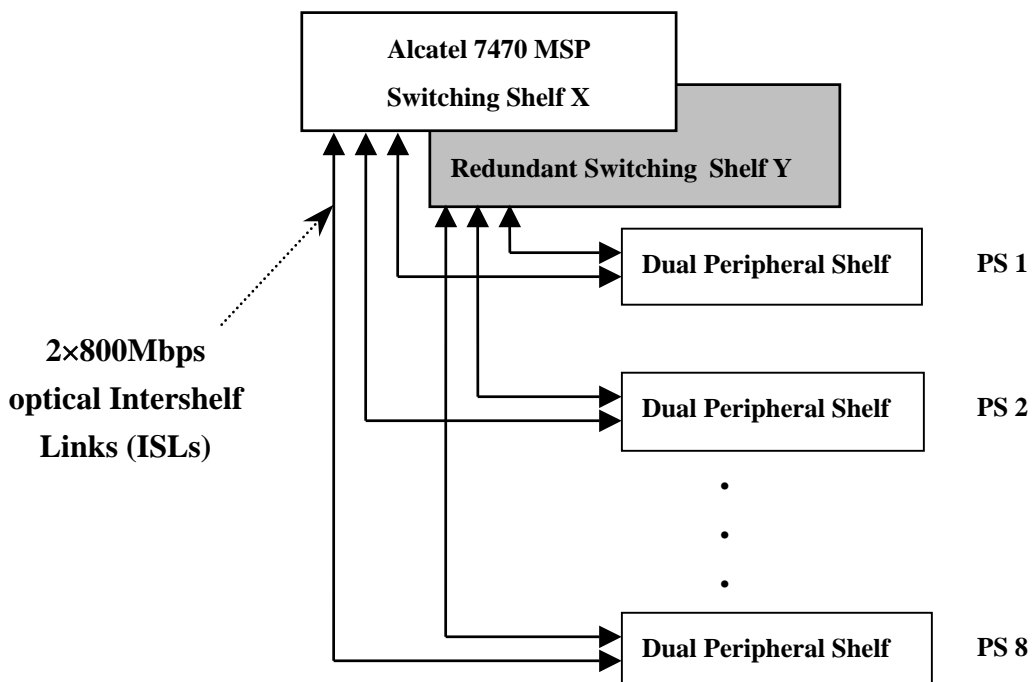 Alcatel 7470 MSP
Switching Shelf X
Redundant Switching Shelf Y
Dual Peripheral Shelf PS 1
2×800Mbps
optical Intershelf
Links (ISLs)
Dual Peripheral Shelf PS 2
Dual Peripheral Shelf PS 8